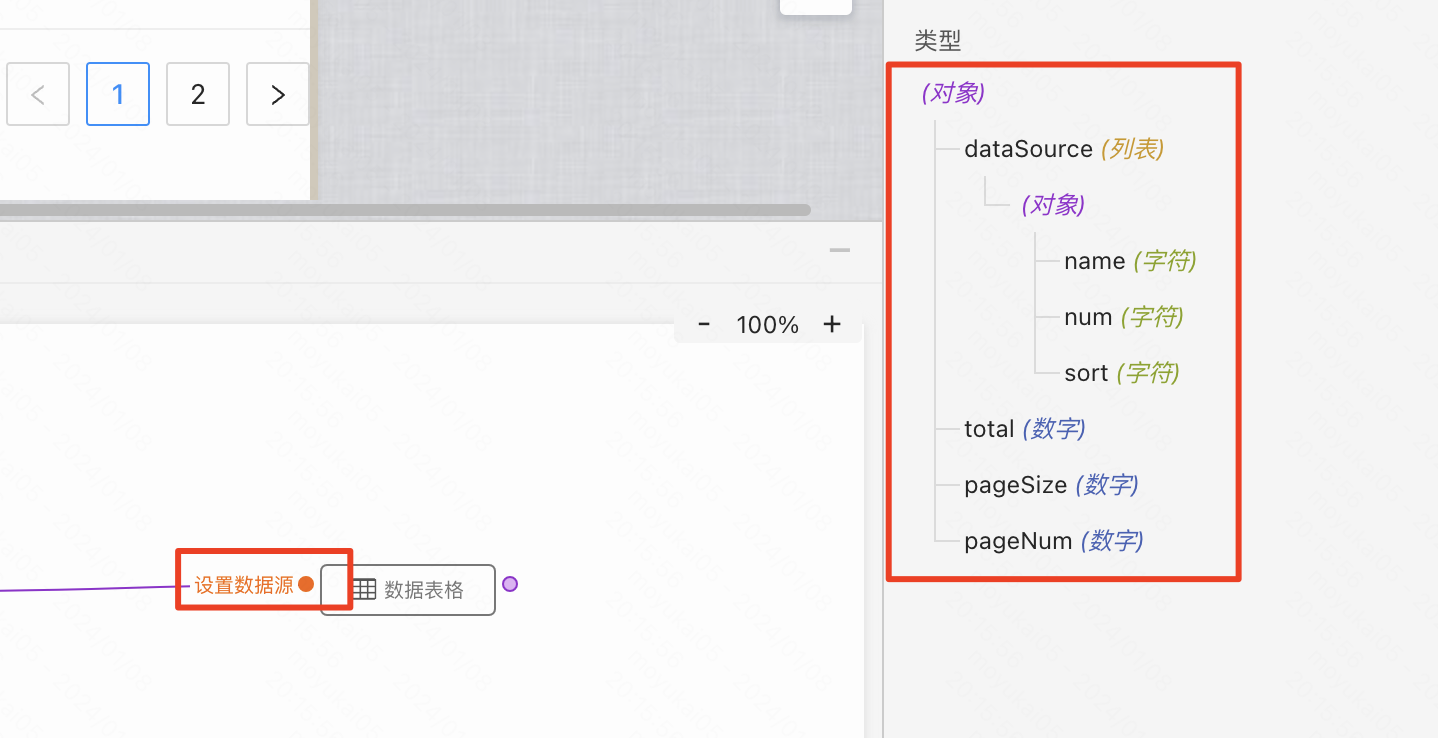 类型
(对象)
dataSource (列表)
(对象)
name (字符)
num (字符)
sort (字符)
total (数字)
pageSize (数字)
pageNum (数字)
1
2
- 100% +
设置数据源
数据表格